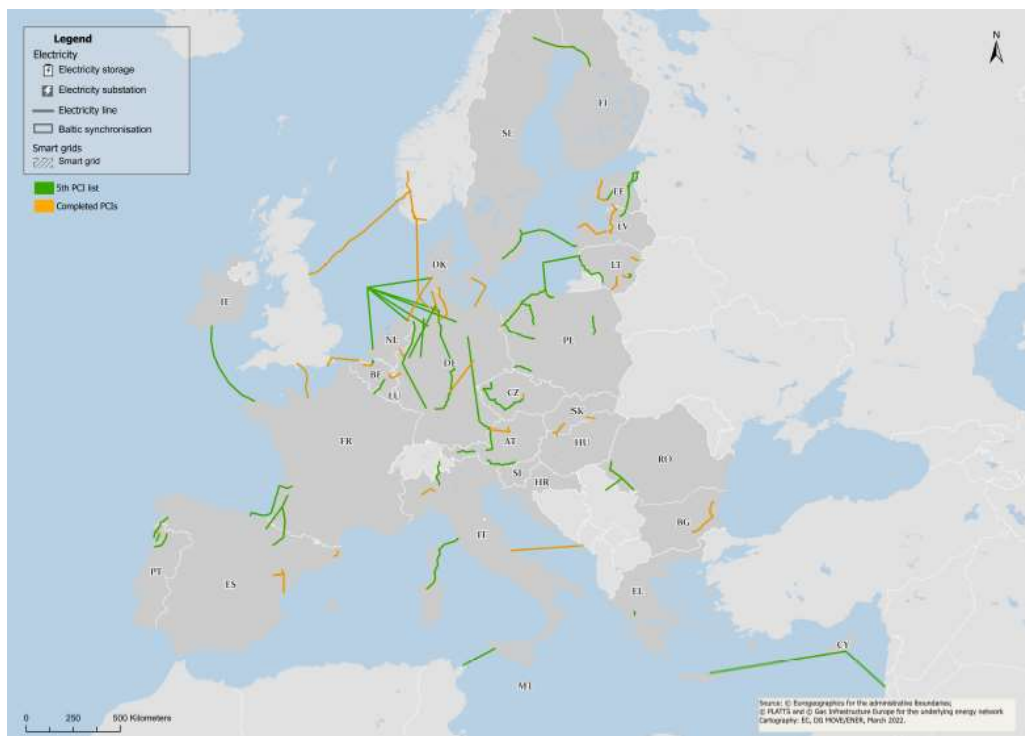 Legend
Electricity
Electricity storage
Electricity substation
Electricity line
Baltic synchronisation
Smart grids
Smart grid
5th PCI list
Completed PCIs
N
FI
SE
EE
LV
DK
LT
IE
NL
PL
DE
BE
LU
CZ
SK
FR
AT
HU
RO
SI
HR
BG
IT
PT
ES
EL
CY
MT
0 250 500 Kilometers
Source: © Eurogeographics for the administrative Boundaries;
© PLATTS and © Gas Infrastructure Europe for the underlying energy network
Cartography: EC, DG MOVE/ENER, March 2022.